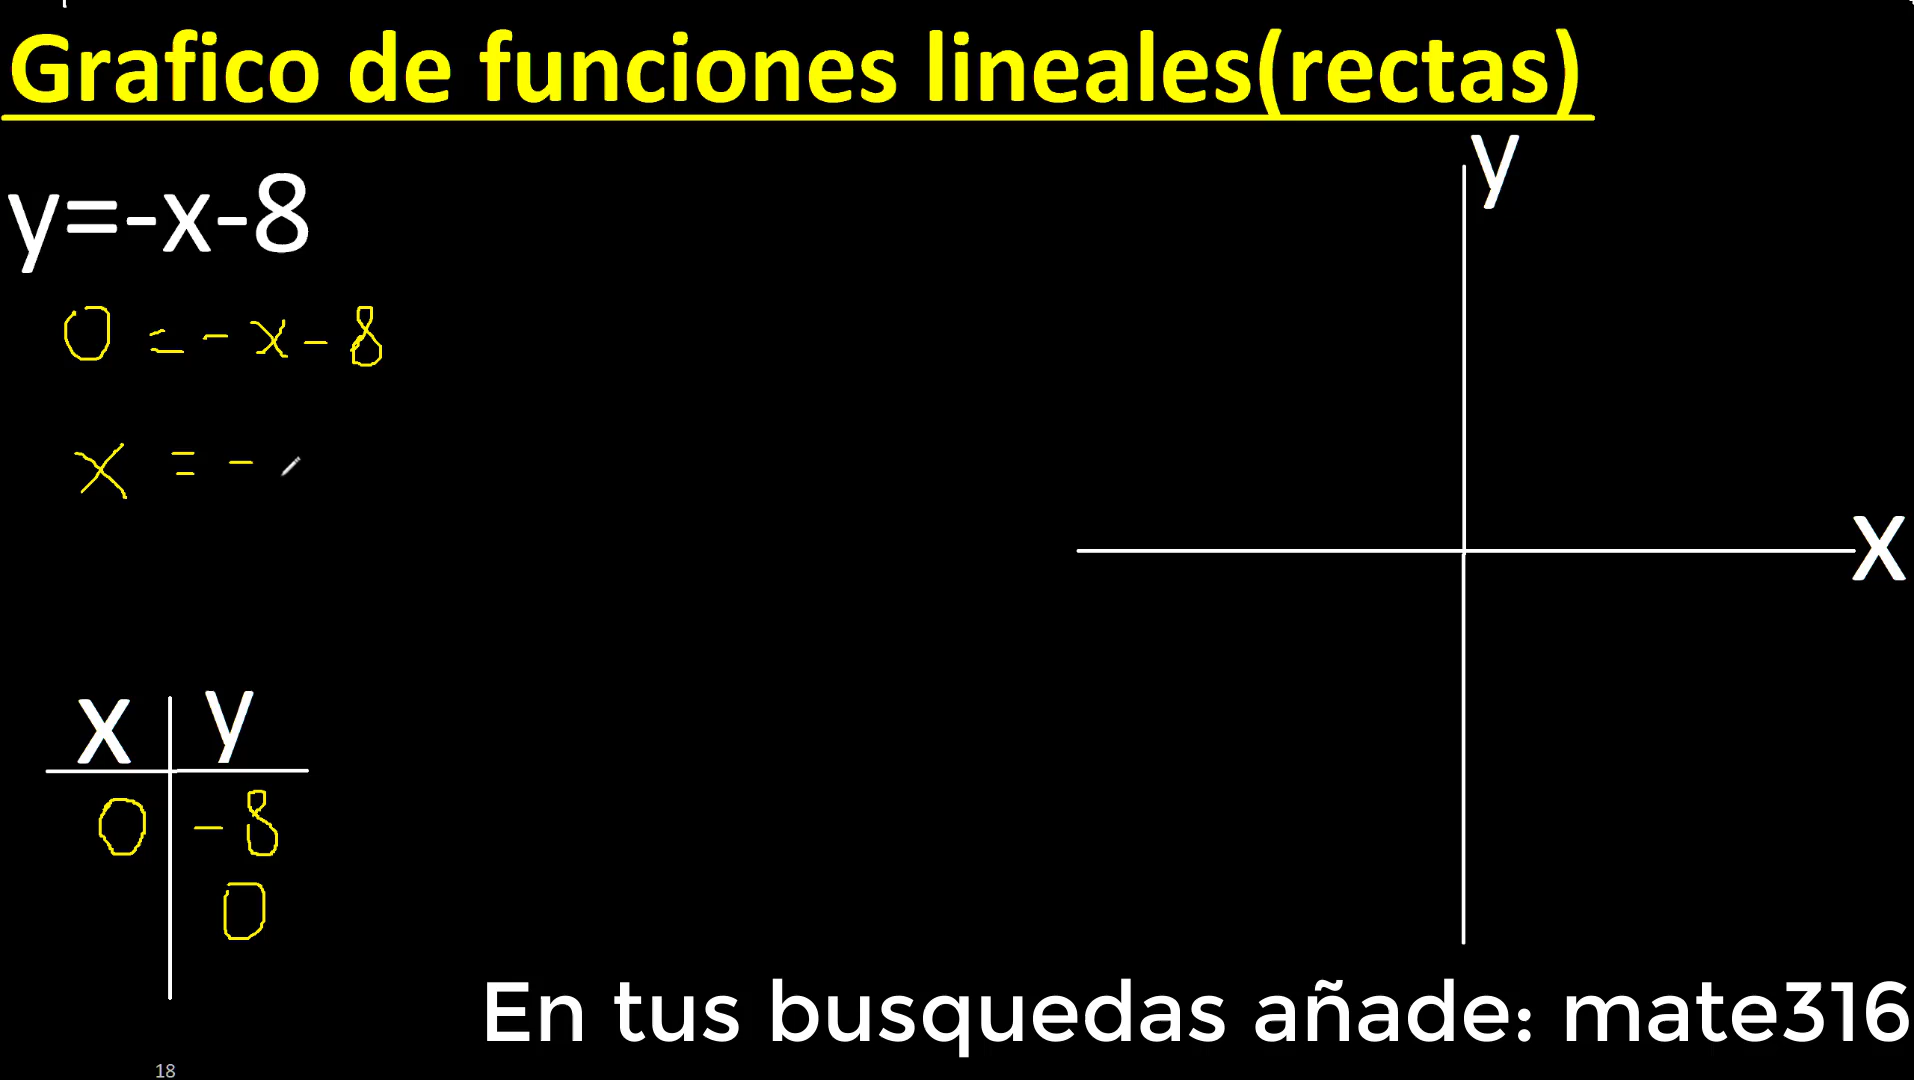 Grafico de funciones lineales(rectas)
y=-x-8
0 = - x - 8
x = -
y
x
x y
0 - 8
0
En tus busquedas añade: mate316
18